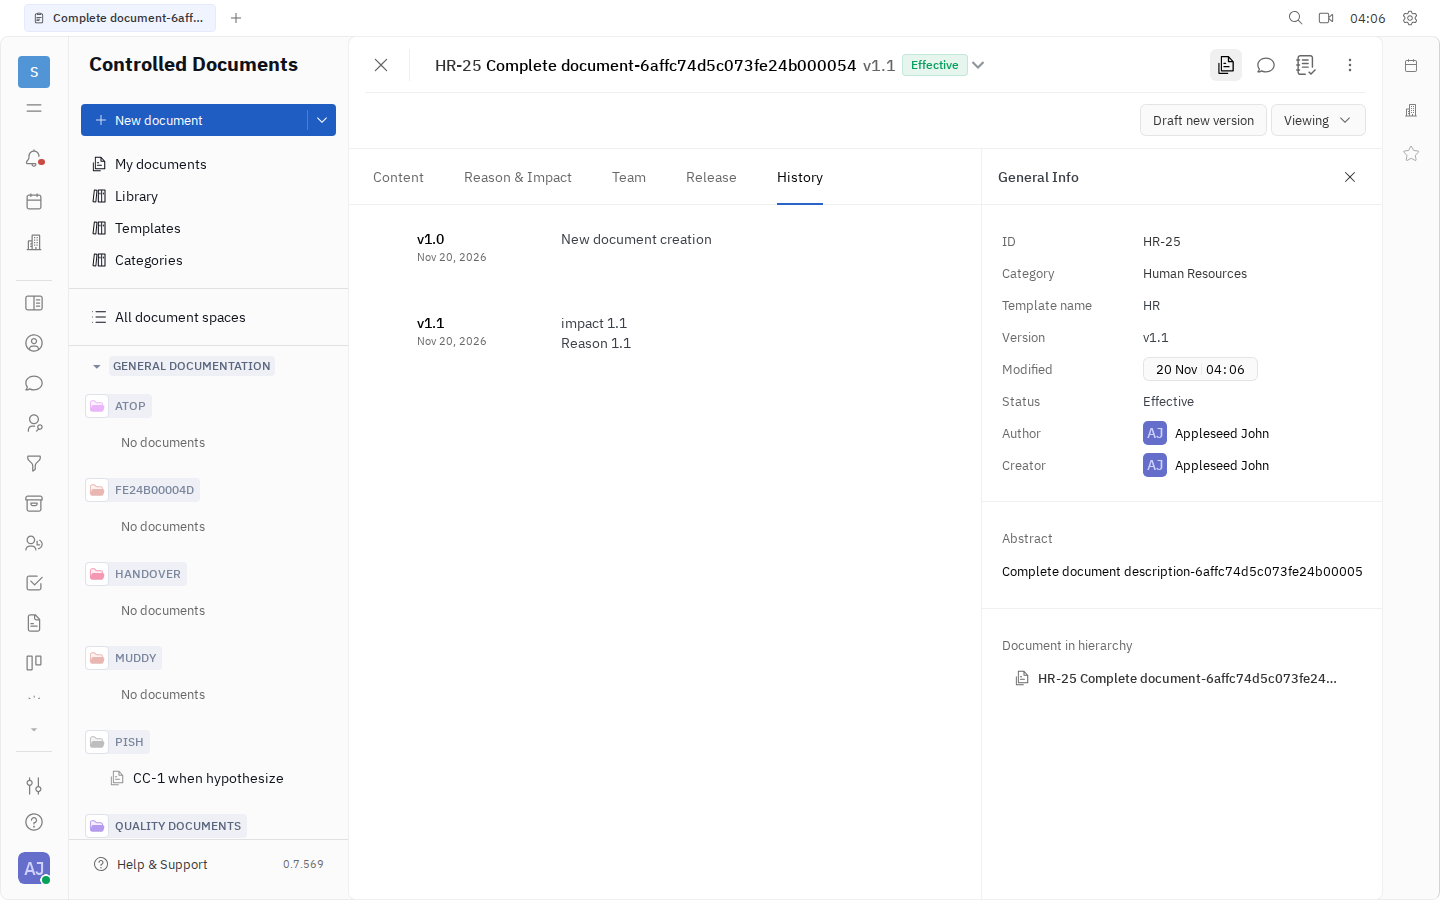 Complete document-6aff...
04:06
S
Controlled Documents
New document
My documents
Library
Templates
Categories
All document spaces
GENERAL DOCUMENTATION
ATOP
No documents
FE24B00004D
No documents
HANDOVER
No documents
MUDDY
No documents
PISH
CC-1 when hypothesize
QUALITY DOCUMENTS
Help & Support
0.7.569
AJ
HR-25 Complete document-6affc74d5c073fe24b000054 v1.1 Effective
Draft new version
Viewing
Content
Reason & Impact
Team
Release
History
v1.0
Nov 20, 2026
New document creation
v1.1
Nov 20, 2026
impact 1.1
Reason 1.1
General Info
ID HR-25
Category Human Resources
Template name HR
Version v1.1
Modified 20 Nov 04:06
Status Effective
Author AJ Appleseed John
Creator AJ Appleseed John
Abstract
Complete document description-6affc74d5c073fe24b00005
Document in hierarchy
HR-25 Complete document-6affc74d5c073fe24...